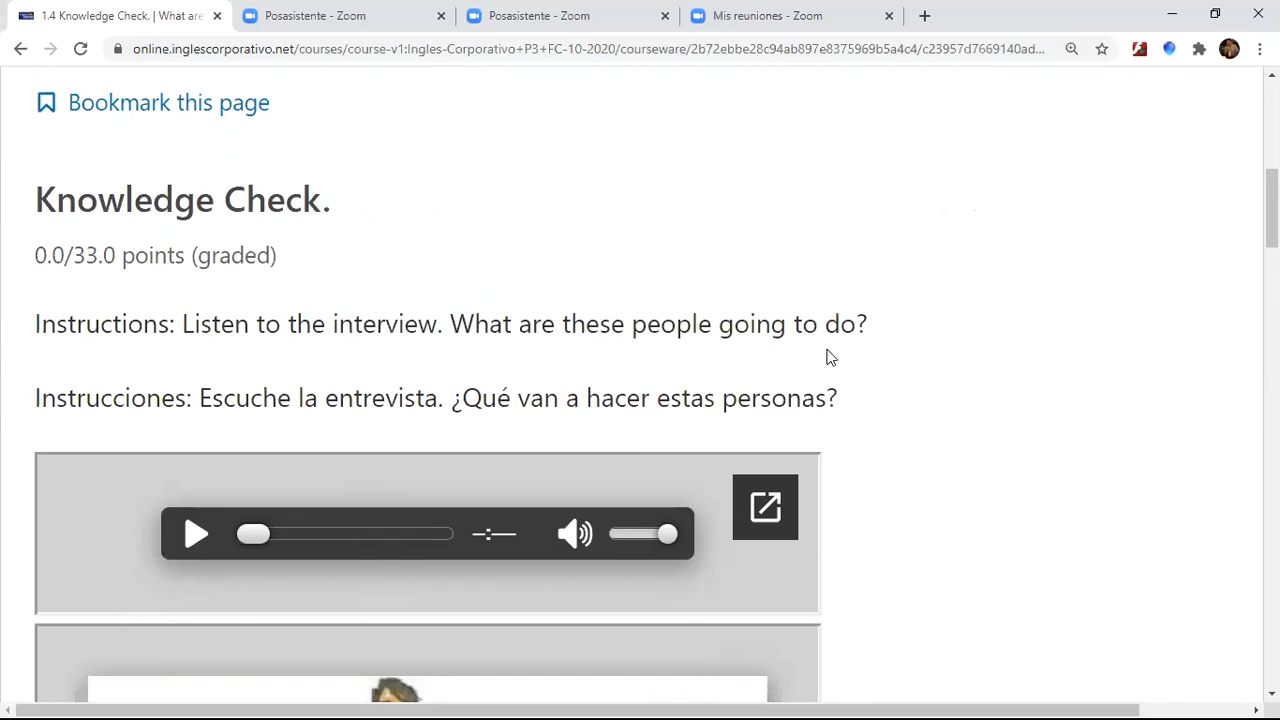 1.4 Knowledge Check. | What are
Posasistente - Zoom
Posasistente - Zoom
Mis reuniones - Zoom
online.inglescorporativo.net/courses/course-v1:Ingles-Corporativo+P3+FC-10-2020/courseware/2b72ebbe28c94ab897e8375969b5a4c4/c23957d7669140ad...
Bookmark this page
Knowledge Check.
0.0/33.0 points (graded)
Instructions: Listen to the interview. What are these people going to do?
Instrucciones: Escuche la entrevista. ¿Qué van a hacer estas personas?
--:--